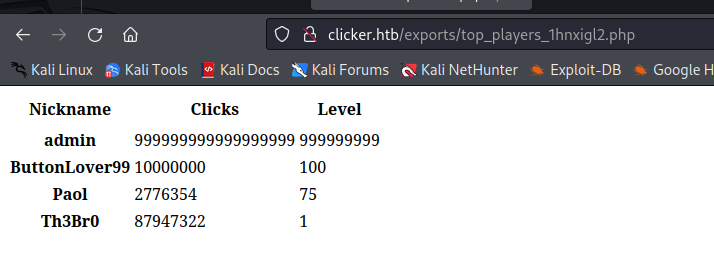 clicker.htb/exports/top_players_1hnxigl2.php
Kali Linux Kali Tools Kali Docs Kali Forums Kali NetHunter Exploit-DB Google H
Nickname Clicks Level
admin 999999999999999999 999999999
ButtonLover99 10000000 100
Paol 2776354 75
Th3Br0 87947322 1